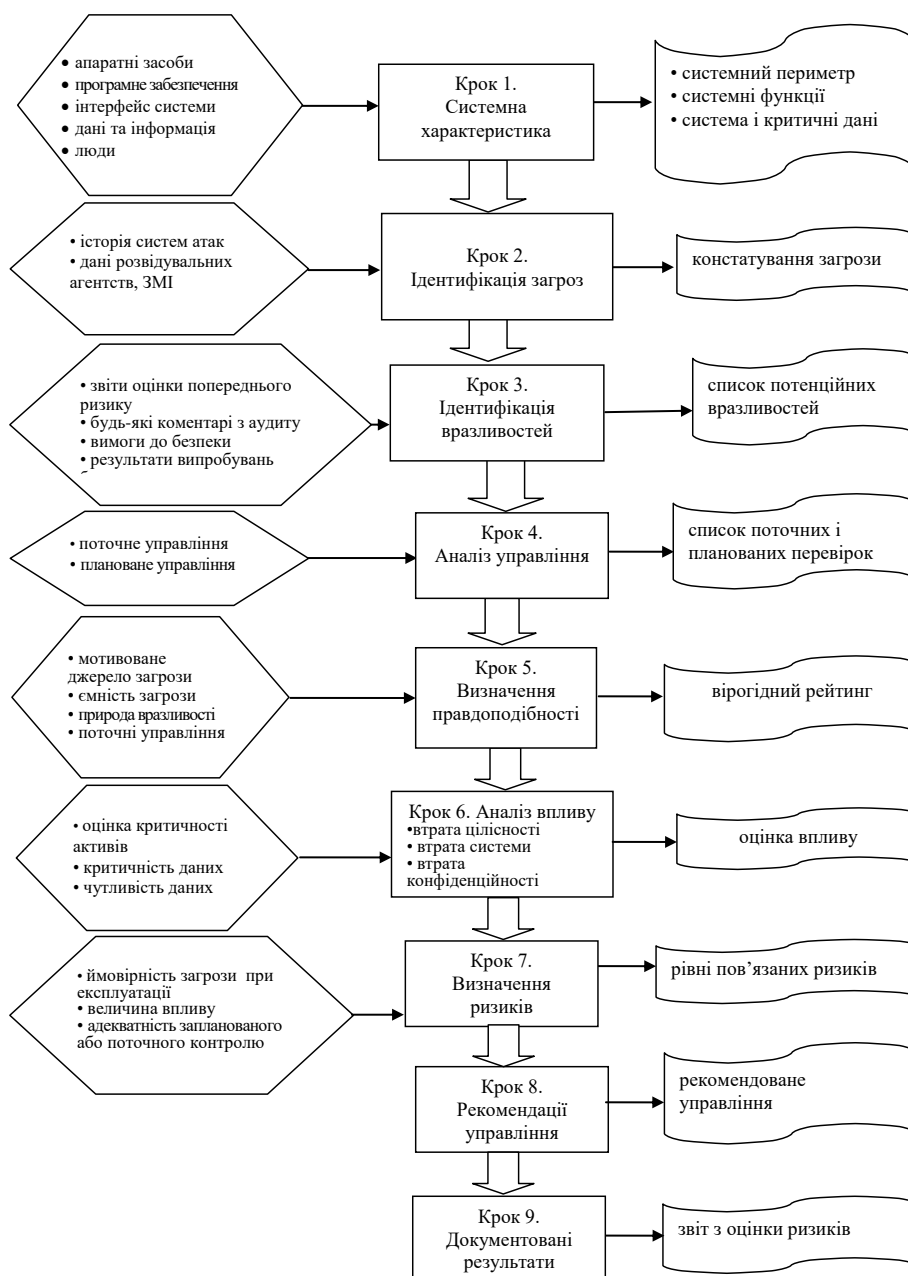 • апаратні засоби
• програмне забезпечення
• інтерфейс системи
• дані та інформація
• люди
Крок 1.
Системна
характеристика
• системний периметр
• системні функції
• система і критичні дані
• історія систем атак
• дані розвідувальних
агентств, ЗМІ
Крок 2.
Ідентифікація загроз
констатування загрози
• звіти оцінки попереднього
ризику
• будь-які коментарі з аудиту
• вимоги до безпеки
• результати випробувань
Крок 3.
Ідентифікація
вразливостей
список потенційних
вразливостей
• поточне управління
• плановане управління
Крок 4.
Аналіз управління
список поточних і
планованих перевірок
• мотивоване
джерело загрози
• ємність загрози
• природа вразливості
• поточні управління
Крок 5.
Визначення
правдоподібності
вірогідний рейтинг
• оцінка критичності
активів
• критичність даних
• чутливість даних
Крок 6. Аналіз впливу
•втрата цілісності
• втрата системи
• втрата
конфіденційності
оцінка впливу
• ймовірність загрози при
експлуатації
• величина впливу
• адекватність запланованого
або поточного контролю
Крок 7.
Визначення
ризиків
рівні пов’язаних ризиків
Крок 8.
Рекомендації
управління
рекомендоване
управління
Крок 9.
Документовані
результати
звіт з оцінки ризиків